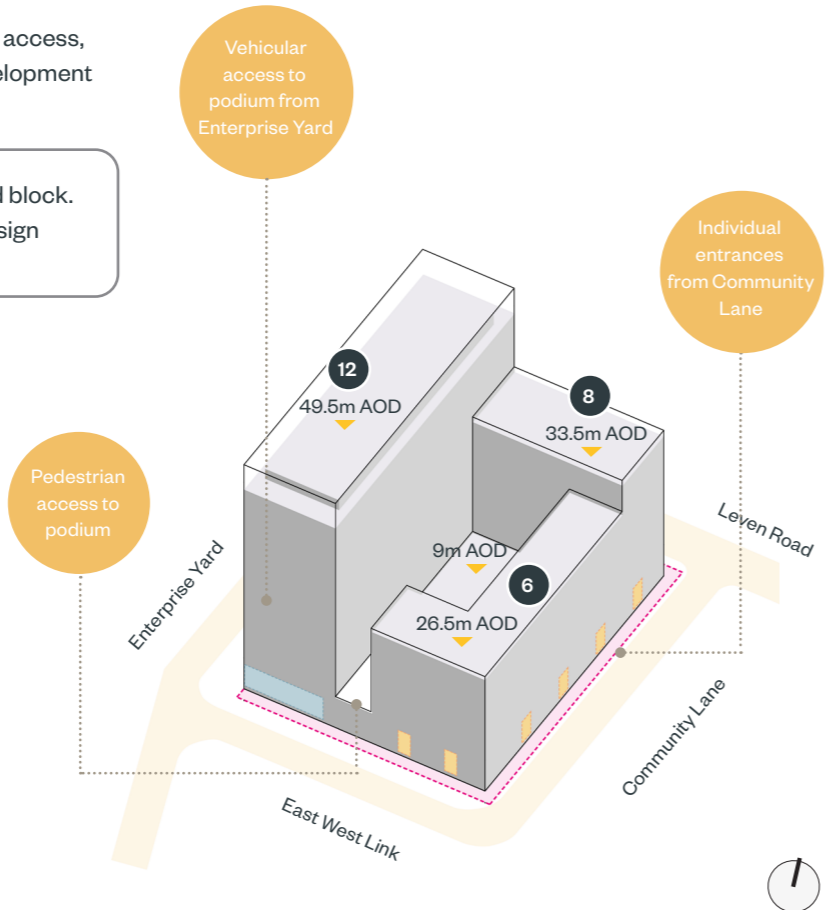 access,
elopment
d block.
sign
Vehicular
access to
podium from
Enterprise Yard
Individual
entrances
from Community
Lane
Pedestrian
access to
podium
12
49.5m AOD
8
33.5m AOD
9m AOD
6
26.5m AOD
Enterprise Yard
Leven Road
Community Lane
East West Link